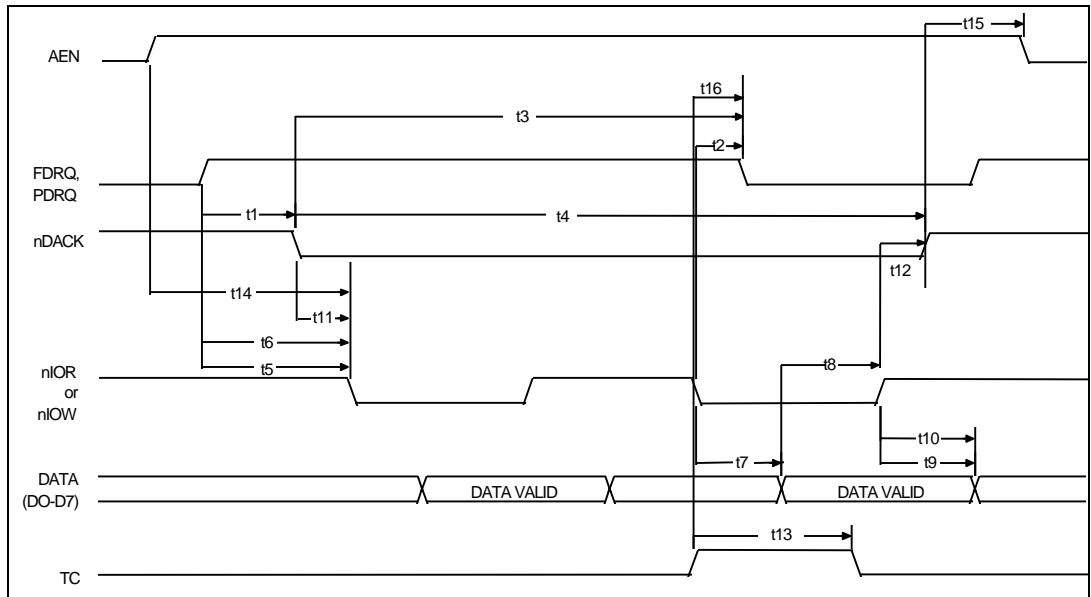 t15
AEN
t16
t3
t2
FDRQ,
PDRQ
t1
t4
nDACK
t12
t14
t11
t6
t8
t5
nIOR
or
nIOW
t10
t7
t9
DATA
(DO-D7)
DATA VALID
DATA VALID
t13
TC